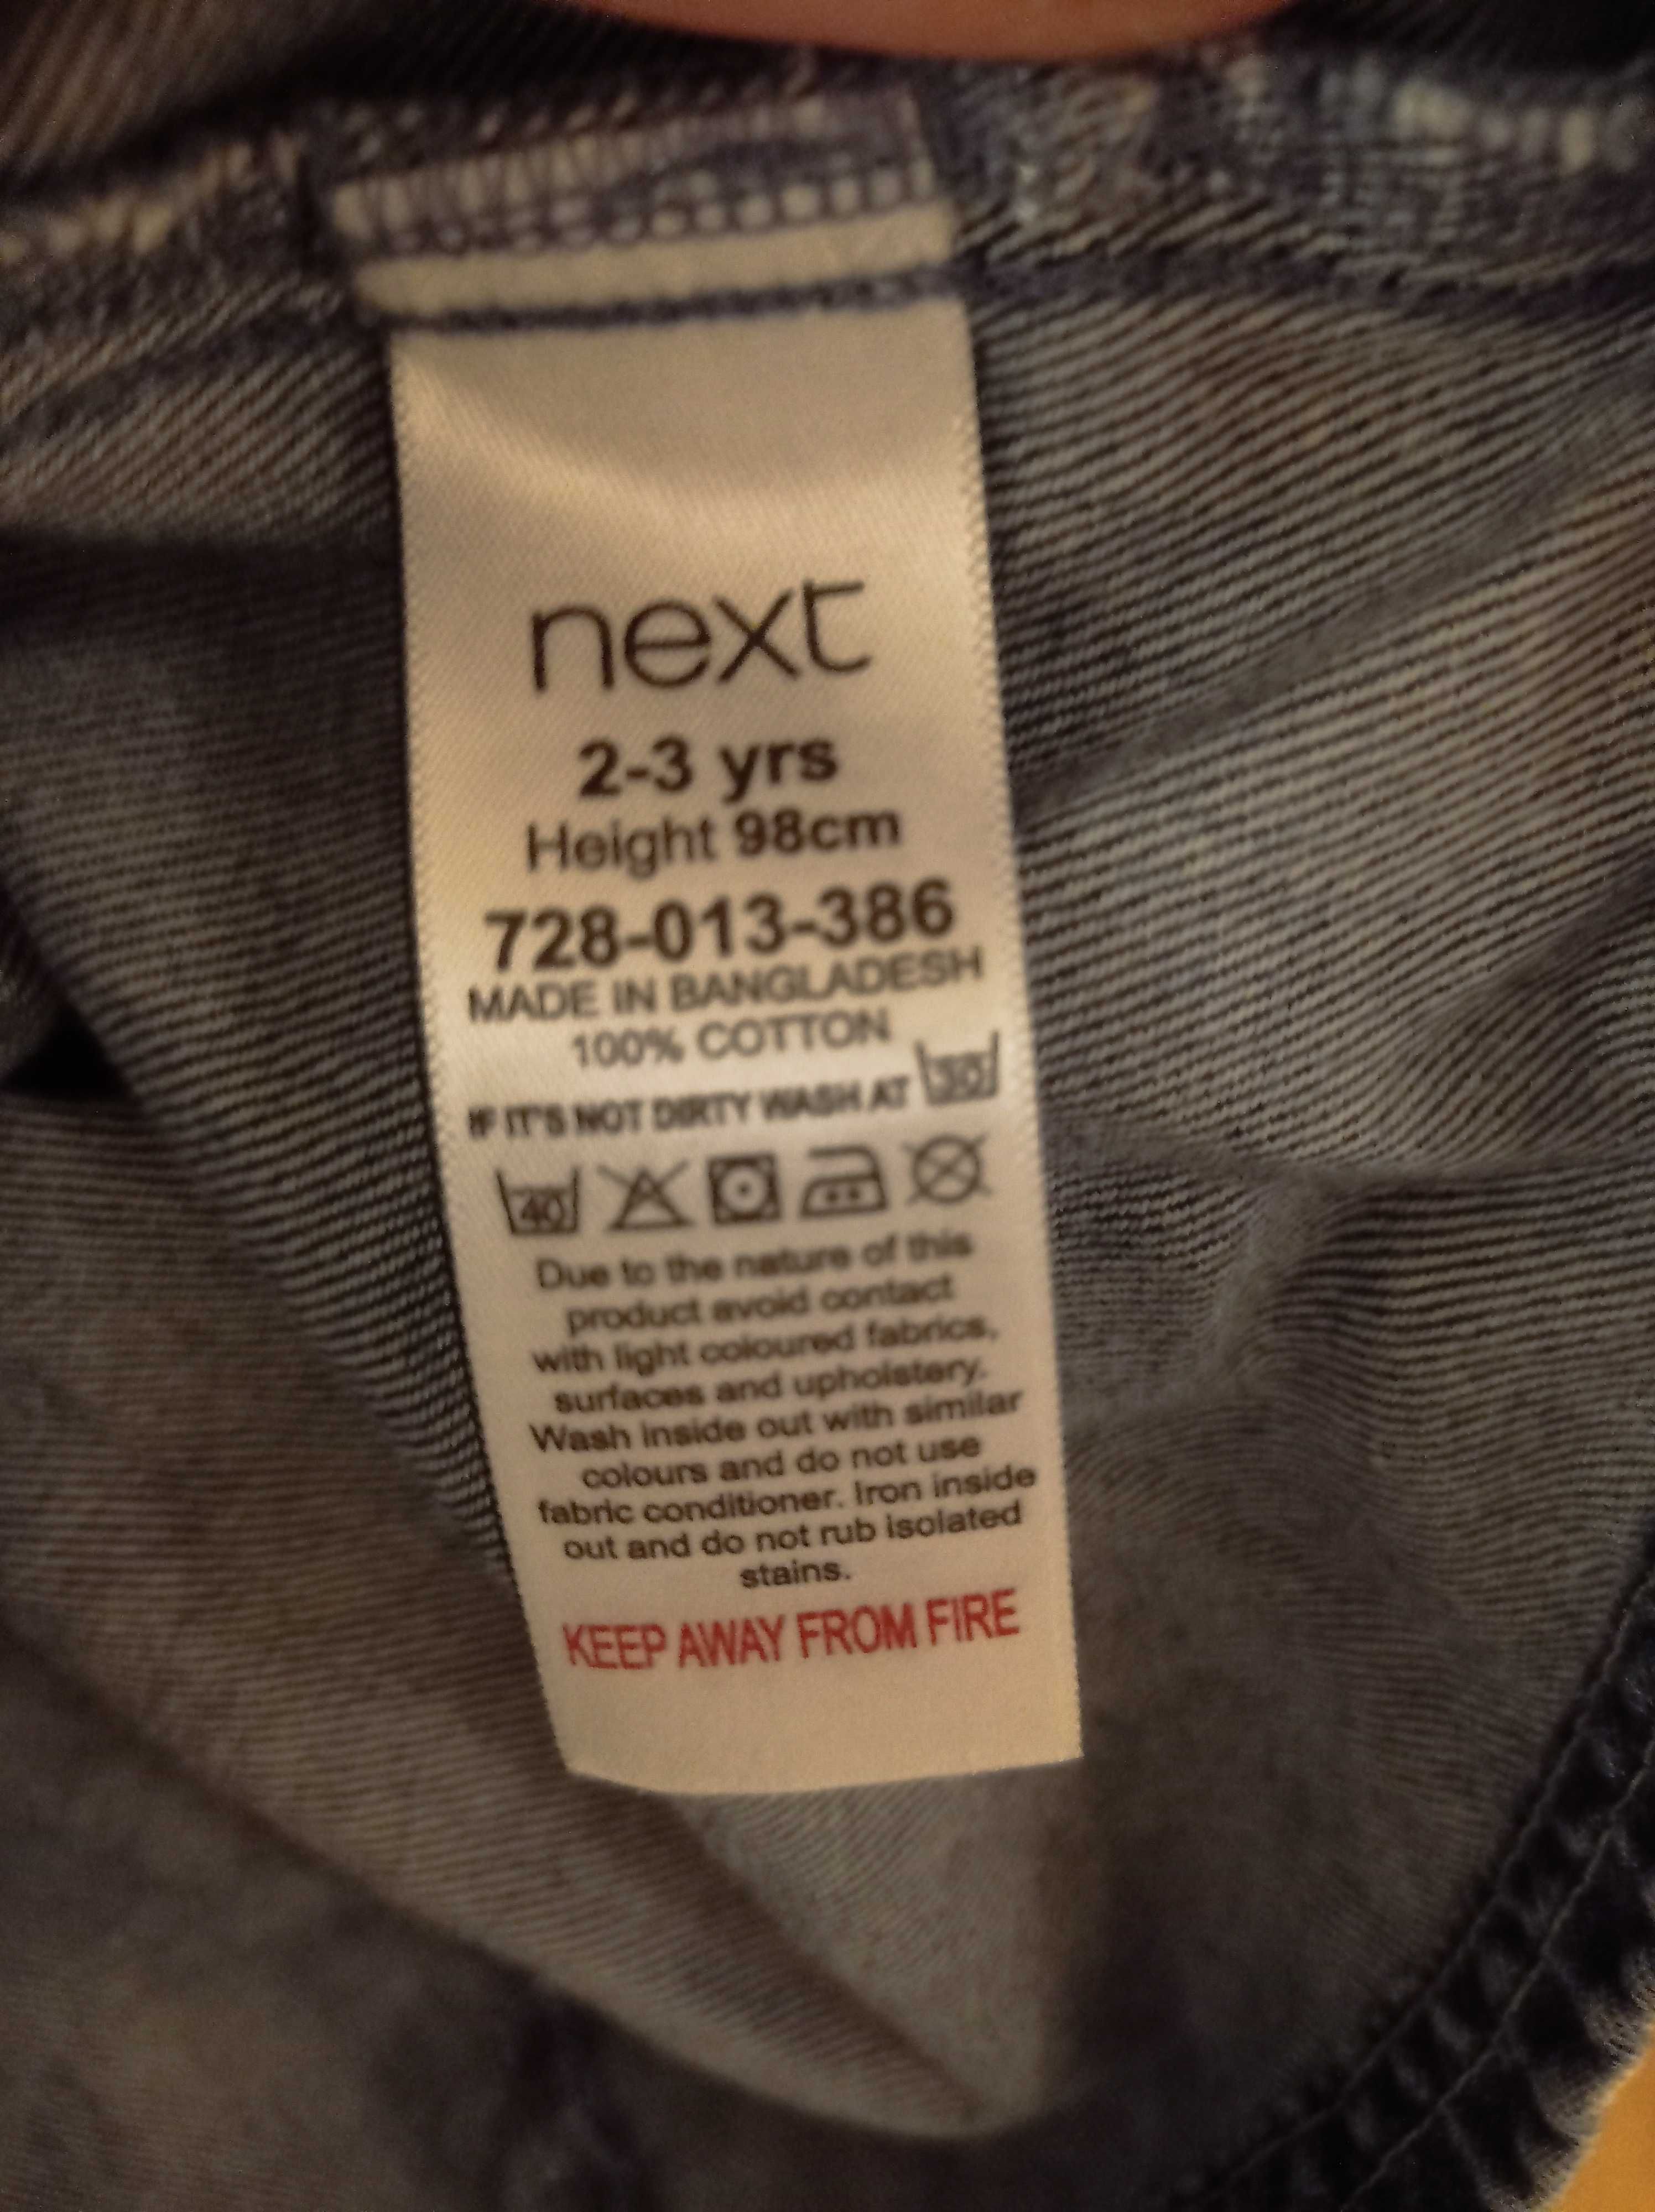 next
2-3 yrs
Height 98cm
728-013-386
MADE IN BANGLADESH
100% COTTON
IF IT'S NOT DIRTY WASH AT 30
40
Due to the nature of this
product avoid contact
with light coloured fabrics,
surfaces and upholstery.
Wash inside out with similar
colours and do not use
fabric conditioner. Iron inside
out and do not rub isolated
stains.
KEEP AWAY FROM FIRE